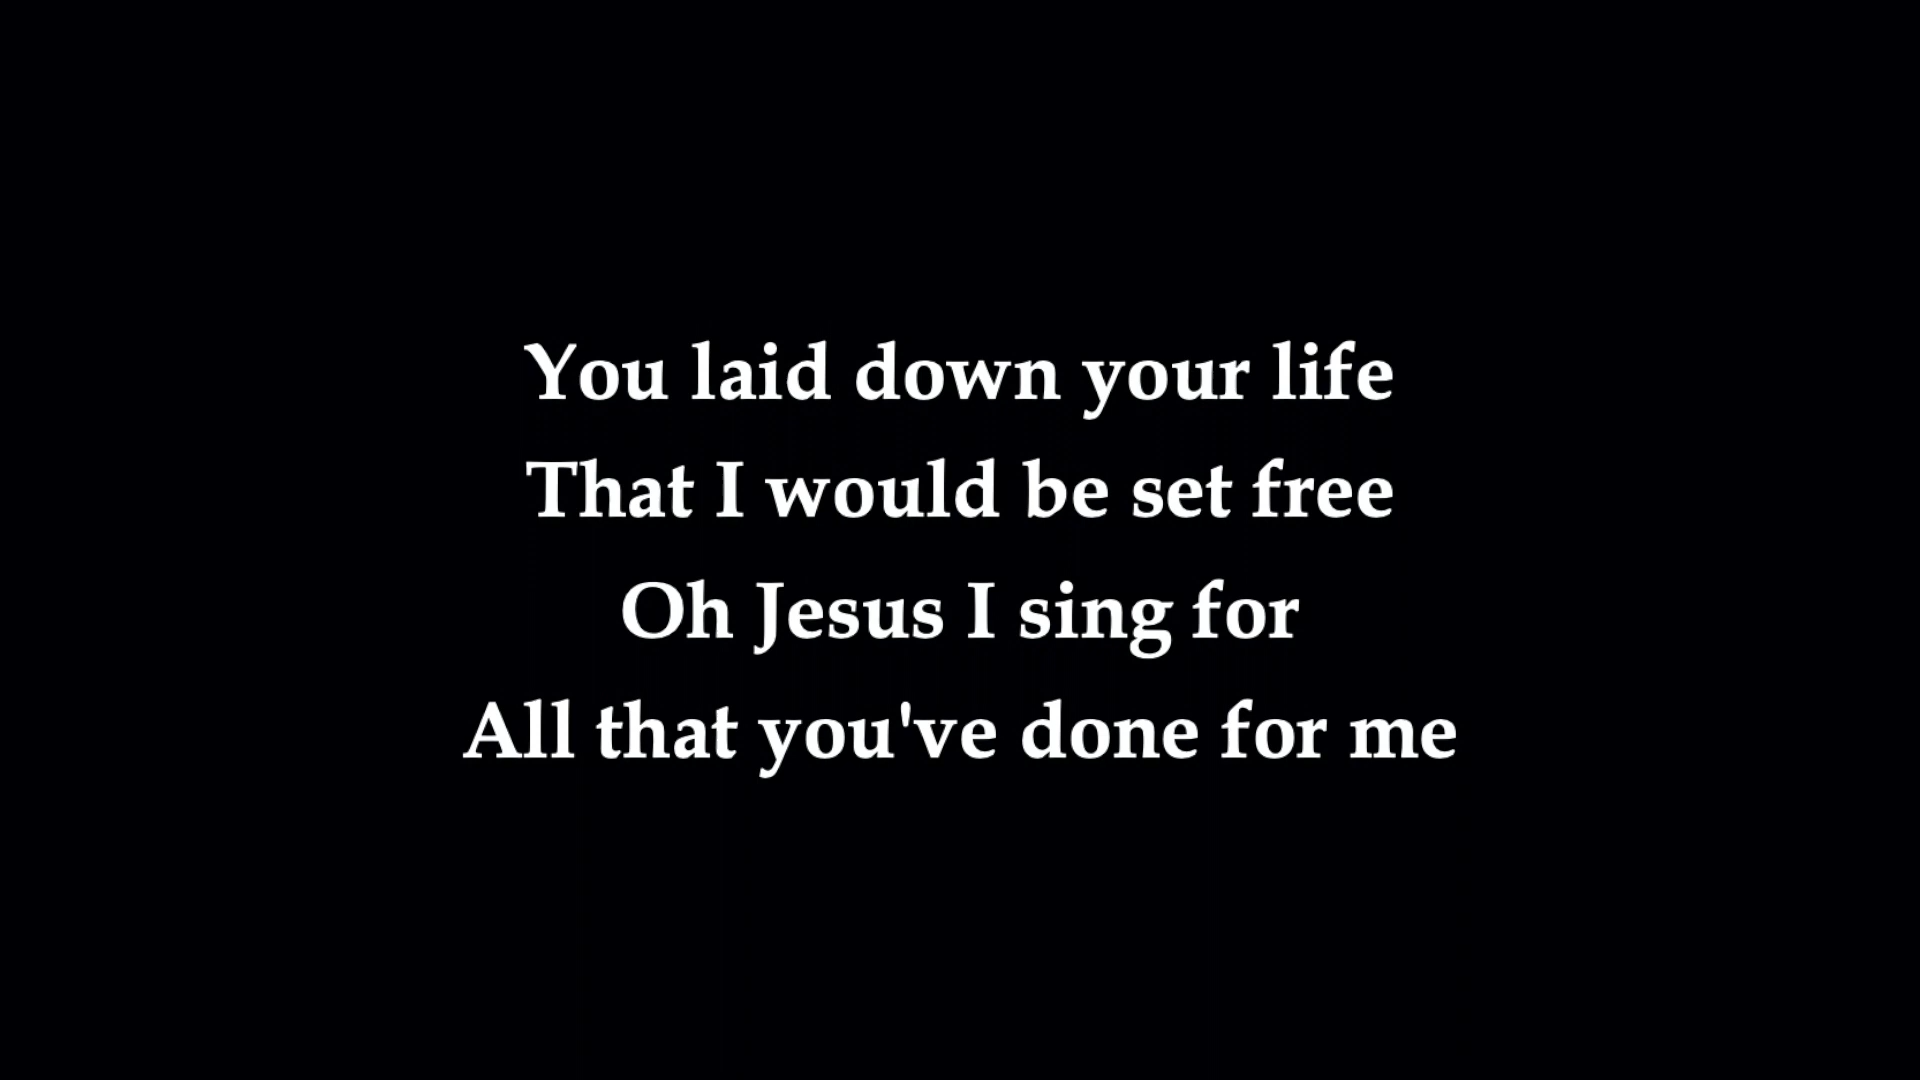 You laid down your life
That I would be set free
Oh Jesus I sing for
All that you've done for me